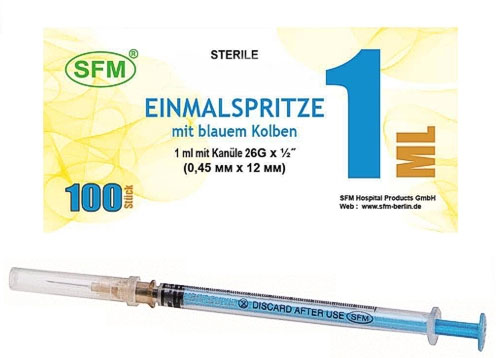 SFM®
STERILE
EINMALSPRITZE
mit blauem Kolben
1 ml mit Kanüle 26G x ½˝
(0,45 мм x 12 мм)
100 Stück
1 ML
SFM Hospital Products GmbH
Web : www.sfm-berlin.de
DISCARD AFTER USE SFM